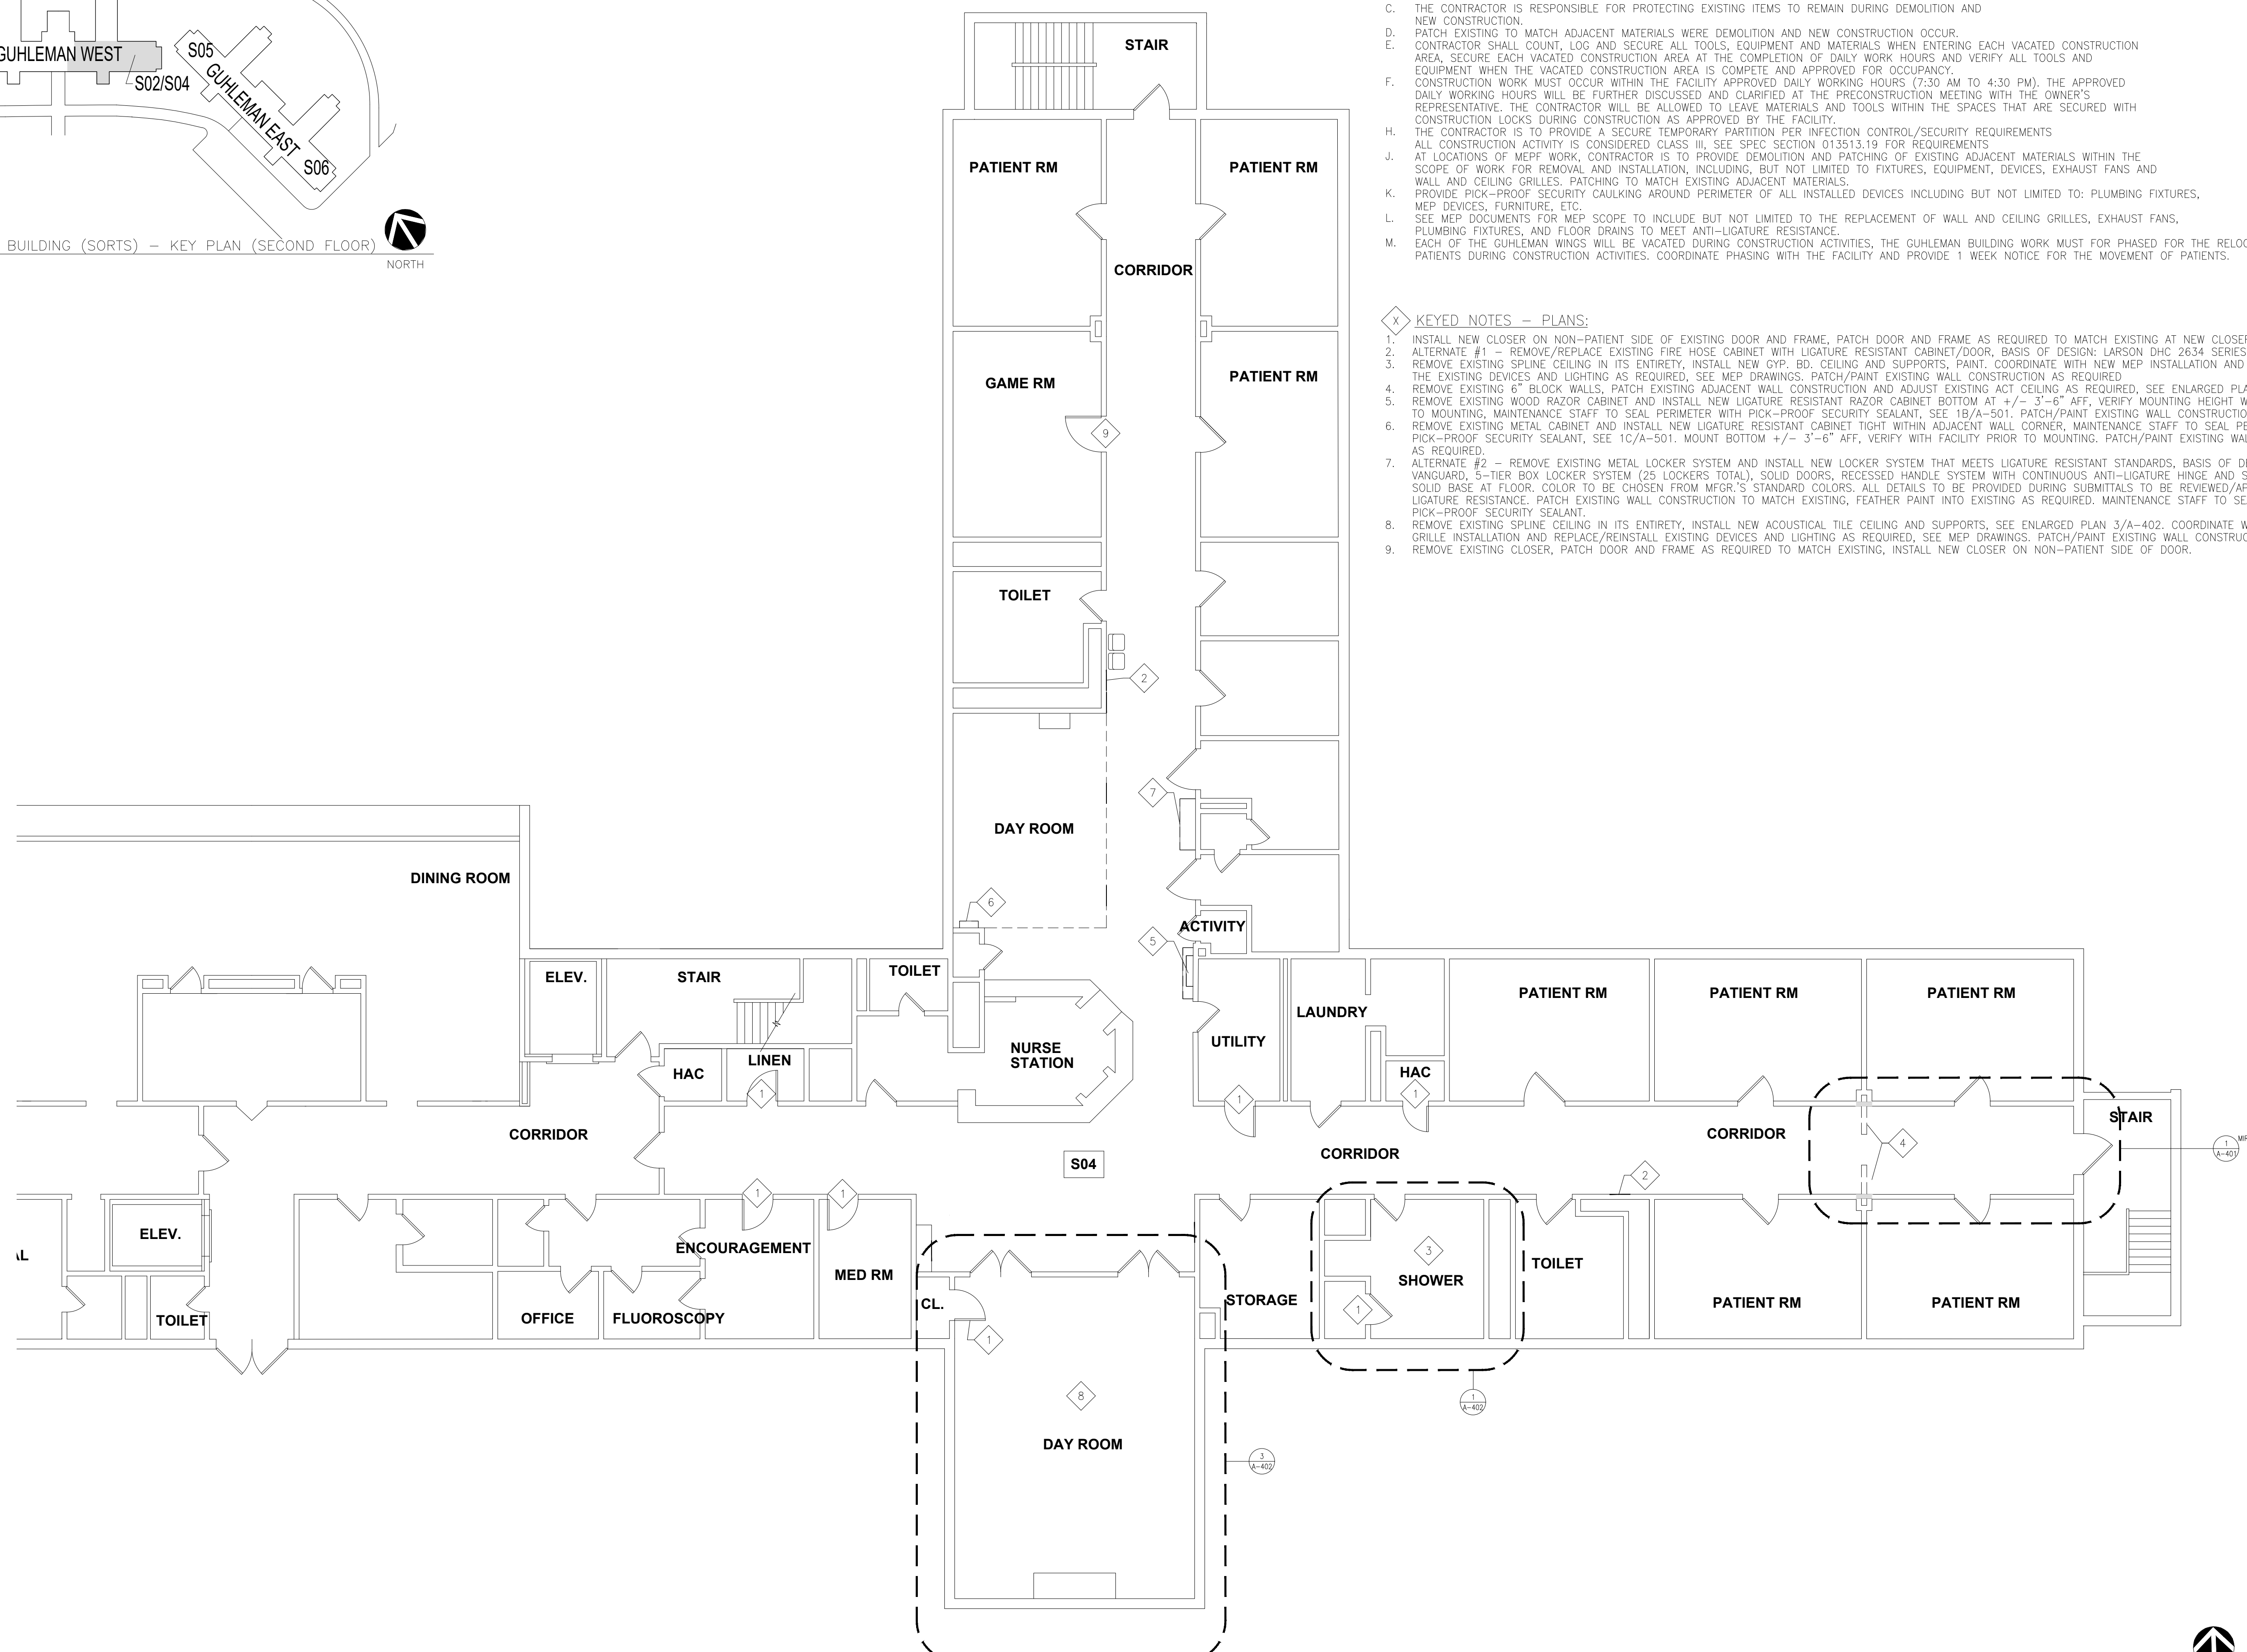 GUHLEMAN WEST
S02/S04
S05
GUHLEMAN EAST
S06
BUILDING (SORTS) – KEY PLAN (SECOND FLOOR)
NORTH
C. THE CONTRACTOR IS RESPONSIBLE FOR PROTECTING EXISTING ITEMS TO REMAIN DURING DEMOLITION AND
NEW CONSTRUCTION.
D. PATCH EXISTING TO MATCH ADJACENT MATERIALS WERE DEMOLITION AND NEW CONSTRUCTION OCCUR.
E. CONTRACTOR SHALL COUNT, LOG AND SECURE ALL TOOLS, EQUIPMENT AND MATERIALS WHEN ENTERING EACH VACATED CONSTRUCTION
AREA, SECURE EACH VACATED CONSTRUCTION AREA AT THE COMPLETION OF DAILY WORK HOURS AND VERIFY ALL TOOLS AND
EQUIPMENT WHEN THE VACATED CONSTRUCTION AREA IS COMPETE AND APPROVED FOR OCCUPANCY.
F. CONSTRUCTION WORK MUST OCCUR WITHIN THE FACILITY APPROVED DAILY WORKING HOURS (7:30 AM TO 4:30 PM). THE APPROVED
DAILY WORKING HOURS WILL BE FURTHER DISCUSSED AND CLARIFIED AT THE PRECONSTRUCTION MEETING WITH THE OWNER'S
REPRESENTATIVE. THE CONTRACTOR WILL BE ALLOWED TO LEAVE MATERIALS AND TOOLS WITHIN THE SPACES THAT ARE SECURED WITH
CONSTRUCTION LOCKS DURING CONSTRUCTION AS APPROVED BY THE FACILITY.
H. THE CONTRACTOR IS TO PROVIDE A SECURE TEMPORARY PARTITION PER INFECTION CONTROL/SECURITY REQUIREMENTS
ALL CONSTRUCTION ACTIVITY IS CONSIDERED CLASS III, SEE SPEC SECTION 013513.19 FOR REQUIREMENTS
J. AT LOCATIONS OF MEPF WORK, CONTRACTOR IS TO PROVIDE DEMOLITION AND PATCHING OF EXISTING ADJACENT MATERIALS WITHIN THE
SCOPE OF WORK FOR REMOVAL AND INSTALLATION, INCLUDING, BUT NOT LIMITED TO FIXTURES, EQUIPMENT, DEVICES, EXHAUST FANS AND
WALL AND CEILING GRILLES. PATCHING TO MATCH EXISTING ADJACENT MATERIALS.
K. PROVIDE PICK–PROOF SECURITY CAULKING AROUND PERIMETER OF ALL INSTALLED DEVICES INCLUDING BUT NOT LIMITED TO: PLUMBING FIXTURES,
MEP DEVICES, FURNITURE, ETC.
L. SEE MEP DOCUMENTS FOR MEP SCOPE TO INCLUDE BUT NOT LIMITED TO THE REPLACEMENT OF WALL AND CEILING GRILLES, EXHAUST FANS,
PLUMBING FIXTURES, AND FLOOR DRAINS TO MEET ANTI–LIGATURE RESISTANCE.
M. EACH OF THE GUHLEMAN WINGS WILL BE VACATED DURING CONSTRUCTION ACTIVITIES, THE GUHLEMAN BUILDING WORK MUST FOR PHASED FOR THE RELOC
PATIENTS DURING CONSTRUCTION ACTIVITIES. COORDINATE PHASING WITH THE FACILITY AND PROVIDE 1 WEEK NOTICE FOR THE MOVEMENT OF PATIENTS.
X KEYED NOTES – PLANS:
1. INSTALL NEW CLOSER ON NON–PATIENT SIDE OF EXISTING DOOR AND FRAME, PATCH DOOR AND FRAME AS REQUIRED TO MATCH EXISTING AT NEW CLOSER
2. ALTERNATE #1 – REMOVE/REPLACE EXISTING FIRE HOSE CABINET WITH LIGATURE RESISTANT CABINET/DOOR, BASIS OF DESIGN: LARSON DHC 2634 SERIES
3. REMOVE EXISTING SPLINE CEILING IN ITS ENTIRETY, INSTALL NEW GYP. BD. CEILING AND SUPPORTS, PAINT. COORDINATE WITH NEW MEP INSTALLATION AND
THE EXISTING DEVICES AND LIGHTING AS REQUIRED, SEE MEP DRAWINGS. PATCH/PAINT EXISTING WALL CONSTRUCTION AS REQUIRED
4. REMOVE EXISTING 6" BLOCK WALLS, PATCH EXISTING ADJACENT WALL CONSTRUCTION AND ADJUST EXISTING ACT CEILING AS REQUIRED, SEE ENLARGED PLA
5. REMOVE EXISTING WOOD RAZOR CABINET AND INSTALL NEW LIGATURE RESISTANT RAZOR CABINET BOTTOM AT +/– 3'–6" AFF, VERIFY MOUNTING HEIGHT W
TO MOUNTING, MAINTENANCE STAFF TO SEAL PERIMETER WITH PICK–PROOF SECURITY SEALANT, SEE 1B/A–501. PATCH/PAINT EXISTING WALL CONSTRUCTIO
6. REMOVE EXISTING METAL CABINET AND INSTALL NEW LIGATURE RESISTANT CABINET TIGHT WITHIN ADJACENT WALL CORNER, MAINTENANCE STAFF TO SEAL PE
PICK–PROOF SECURITY SEALANT, SEE 1C/A–501. MOUNT BOTTOM +/– 3'–6" AFF, VERIFY WITH FACILITY PRIOR TO MOUNTING. PATCH/PAINT EXISTING WAL
AS REQUIRED.
7. ALTERNATE #2 – REMOVE EXISTING METAL LOCKER SYSTEM AND INSTALL NEW LOCKER SYSTEM THAT MEETS LIGATURE RESISTANT STANDARDS, BASIS OF DE
VANGUARD, 5–TIER BOX LOCKER SYSTEM (25 LOCKERS TOTAL), SOLID DOORS, RECESSED HANDLE SYSTEM WITH CONTINUOUS ANTI–LIGATURE HINGE AND S
SOLID BASE AT FLOOR. COLOR TO BE CHOSEN FROM MFGR.'S STANDARD COLORS. ALL DETAILS TO BE PROVIDED DURING SUBMITTALS TO BE REVIEWED/AP
LIGATURE RESISTANCE. PATCH EXISTING WALL CONSTRUCTION TO MATCH EXISTING, FEATHER PAINT INTO EXISTING AS REQUIRED. MAINTENANCE STAFF TO SE
PICK–PROOF SECURITY SEALANT.
8. REMOVE EXISTING SPLINE CEILING IN ITS ENTIRETY, INSTALL NEW ACOUSTICAL TILE CEILING AND SUPPORTS, SEE ENLARGED PLAN 3/A–402. COORDINATE W
GRILLE INSTALLATION AND REPLACE/REINSTALL EXISTING DEVICES AND LIGHTING AS REQUIRED, SEE MEP DRAWINGS. PATCH/PAINT EXISTING WALL CONSTRUC
9. REMOVE EXISTING CLOSER, PATCH DOOR AND FRAME AS REQUIRED TO MATCH EXISTING, INSTALL NEW CLOSER ON NON–PATIENT SIDE OF DOOR.
STAIR
PATIENT RM
PATIENT RM
CORRIDOR
GAME RM
PATIENT RM
9
TOILET
2
7
DAY ROOM
DINING ROOM
6
ACTIVITY
5
ELEV.
STAIR
TOILET
PATIENT RM
PATIENT RM
PATIENT RM
LAUNDRY
UTILITY
NURSE
STATION
HAC
LINEN
HAC
1
1
1
STAIR
CORRIDOR
CORRIDOR
4
1
A–401
MIR
CORRIDOR
S04
2
1
1
ELEV.
AL
ENCOURAGEMENT
MED RM
3
SHOWER
TOILET
CL.
STORAGE
1
PATIENT RM
PATIENT RM
TOILET
OFFICE
FLUOROSCOPY
1
8
1
A–402
DAY ROOM
3
A–402